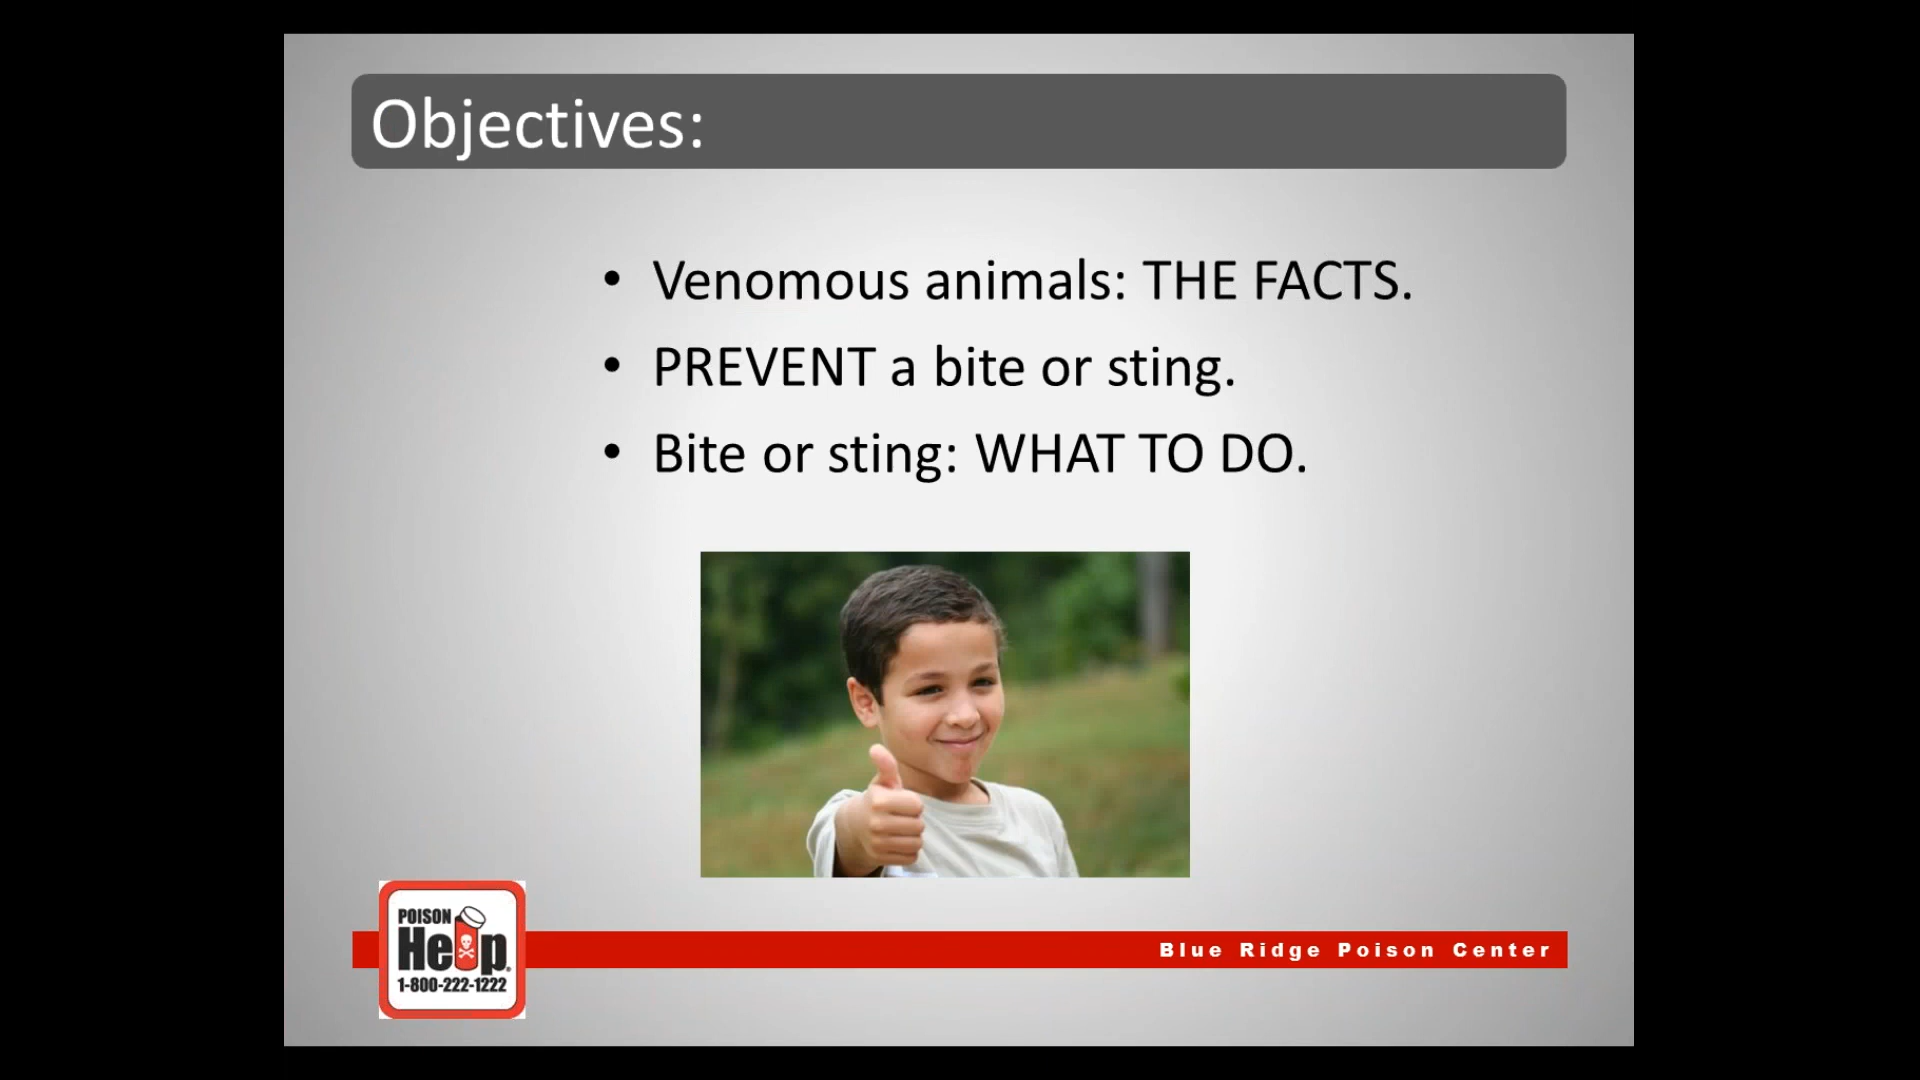 Objectives:
• Venomous animals: THE FACTS.
• PREVENT a bite or sting.
• Bite or sting: WHAT TO DO.
POISON
Help
1-800-222-1222
Blue Ridge Poison Center